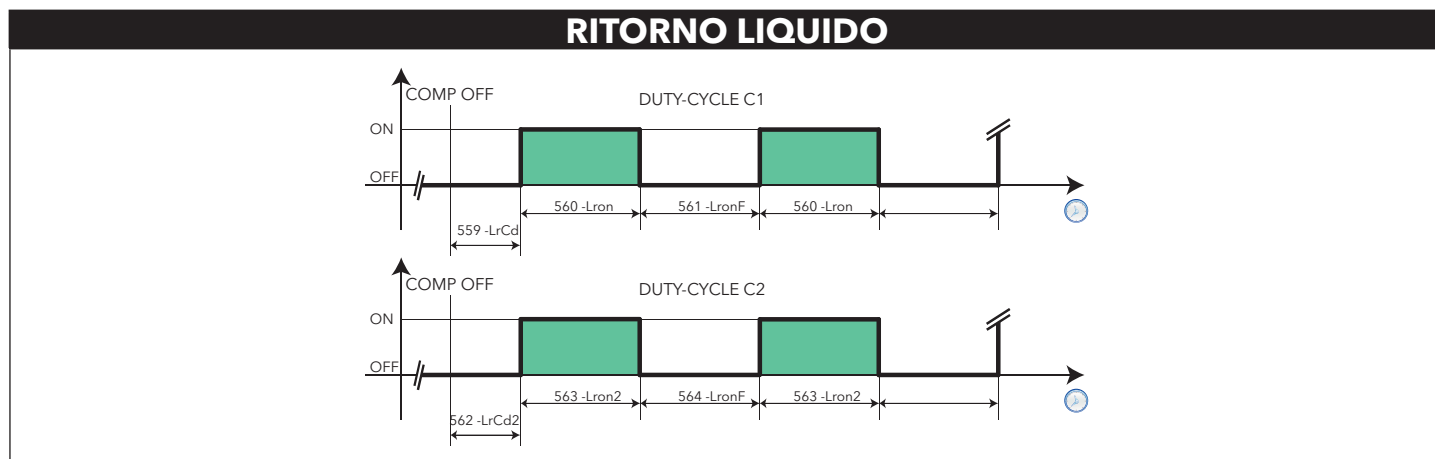 RITORNO LIQUIDO
COMP OFF
DUTY-CYCLE C1
ON
OFF
560 -Lron
561 -LronF
560 -Lron
559 -LrCd
COMP OFF
DUTY-CYCLE C2
ON
OFF
563 -Lron2
564 -LronF
563 -Lron2
562 -LrCd2